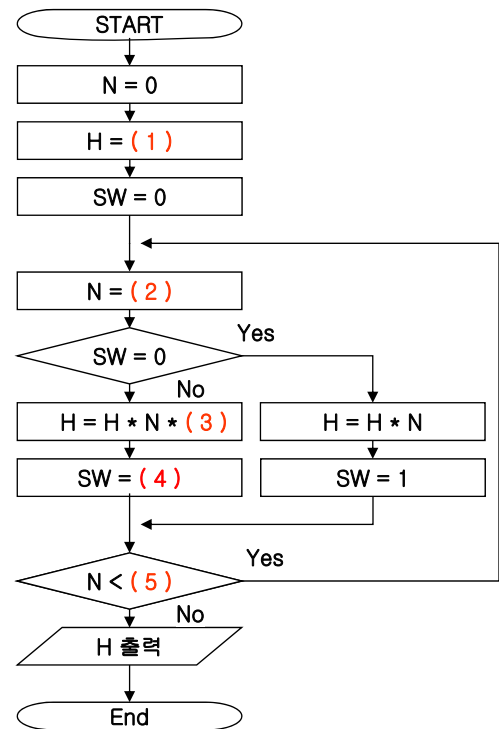 START
N = 0
H = ( 1 )
SW = 0
N = ( 2 )
SW = 0
Yes
No
H = H * N * ( 3 )
H = H * N
SW = ( 4 )
SW = 1
N < ( 5 )
Yes
No
H 출력
End